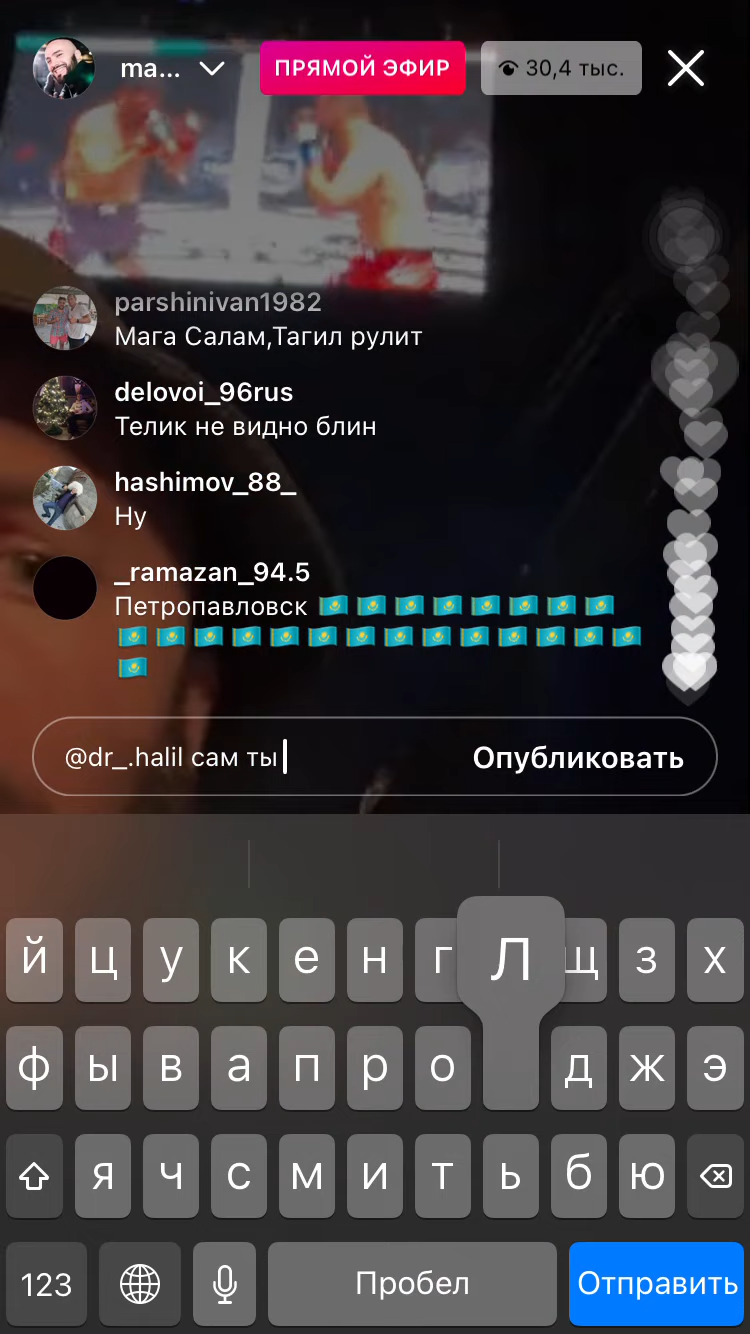 ma...
ПРЯМОЙ ЭФИР
30,4 тыс.
parshinivan1982
Мага Салам,Тагил рулит
delovoi_96rus
Телик не видно блин
hashimov_88_
Ну
_ramazan_94.5
Петропавловск 🇰🇿🇰🇿🇰🇿🇰🇿🇰🇿🇰🇿🇰🇿🇰🇿
🇰🇿🇰🇿🇰🇿🇰🇿🇰🇿🇰🇿🇰🇿🇰🇿🇰🇿🇰🇿🇰🇿🇰🇿🇰🇿🇰🇿
🇰🇿
@dr_.halil сам ты
Опубликовать
й ц у к е н г щ з х
ф ы в а п р о Л д ж э
я ч с м и т ь б ю
123 Пробел Отправить